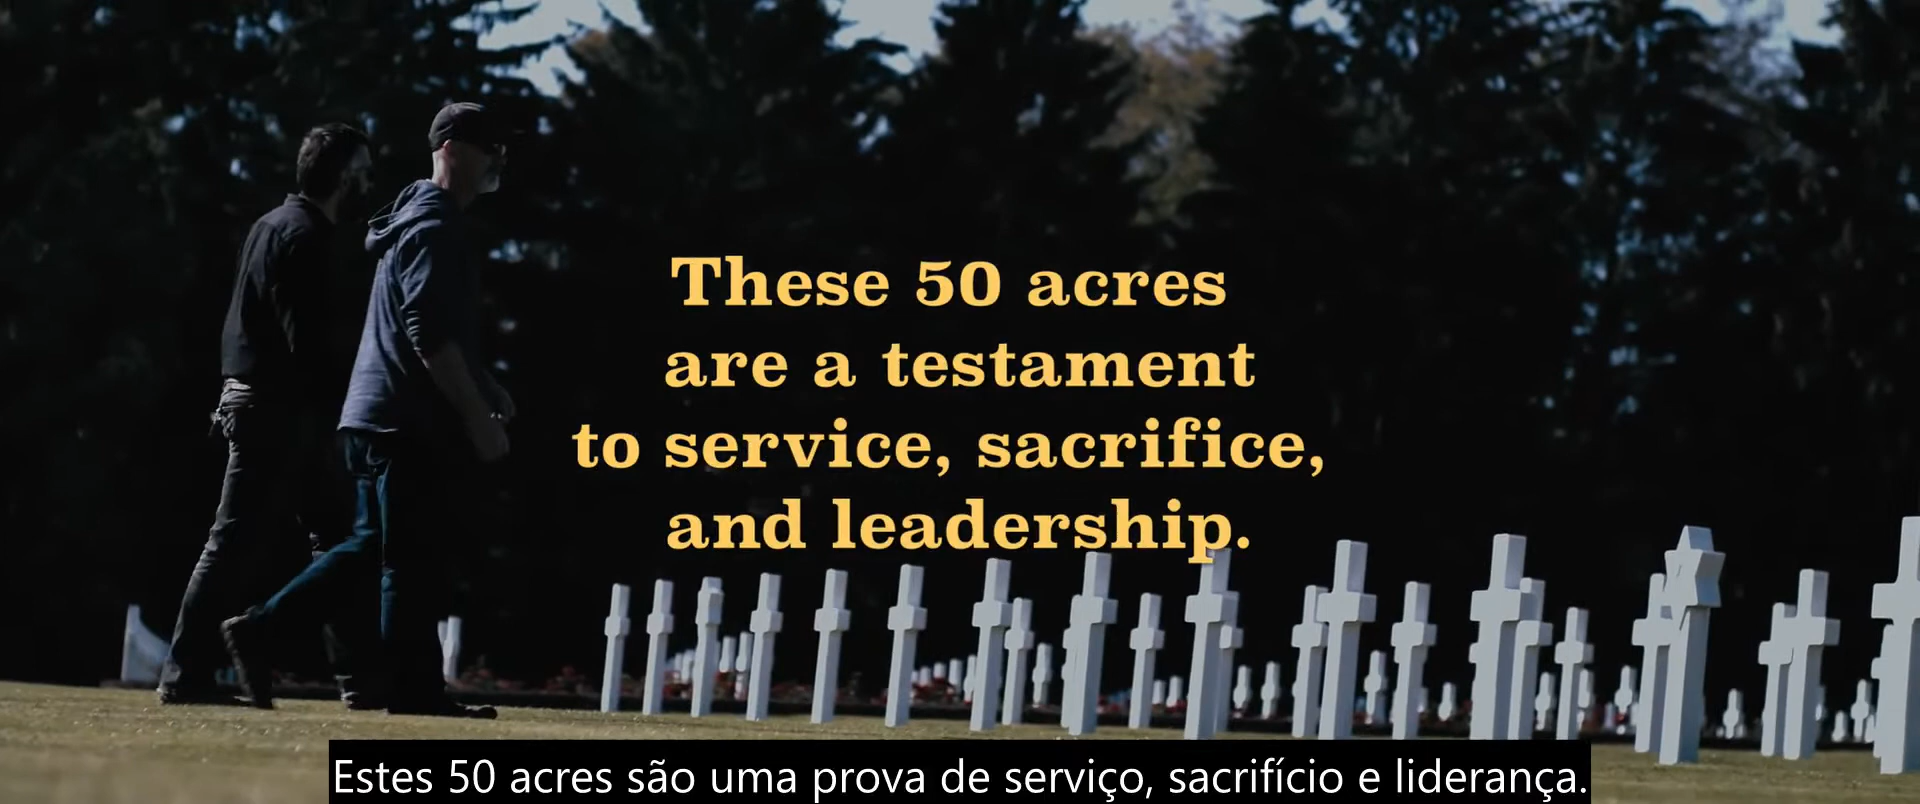 These 50 acres
are a testament
to service, sacrifice,
and leadership.
Estes 50 acres são uma prova de serviço, sacrifício e liderança.